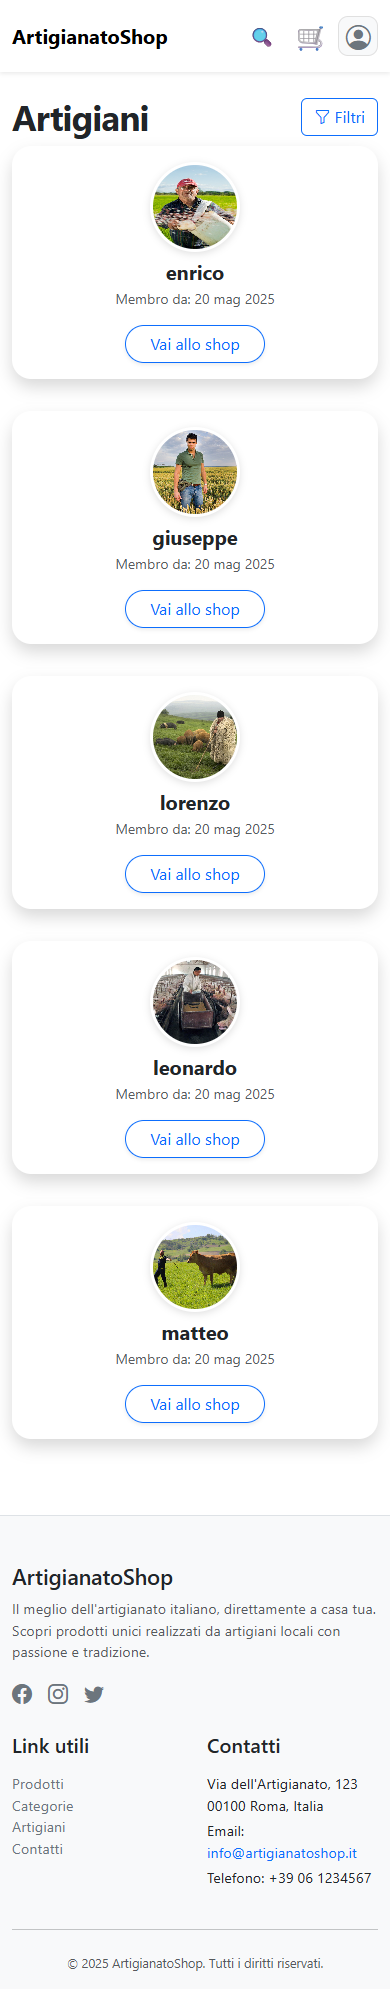 ArtigianatoShop
Artigiani
Filtri
enrico
Membro da: 20 mag 2025
Vai allo shop
giuseppe
Membro da: 20 mag 2025
Vai allo shop
lorenzo
Membro da: 20 mag 2025
Vai allo shop
leonardo
Membro da: 20 mag 2025
Vai allo shop
matteo
Membro da: 20 mag 2025
Vai allo shop
ArtigianatoShop
Il meglio dell'artigianato italiano, direttamente a casa tua.
Scopri prodotti unici realizzati da artigiani locali con
passione e tradizione.
Link utili
Prodotti
Categorie
Artigiani
Contatti
Contatti
Via dell'Artigianato, 123
00100 Roma, Italia
Email:
info@artigianatoshop.it
Telefono: +39 06 1234567
© 2025 ArtigianatoShop. Tutti i diritti riservati.